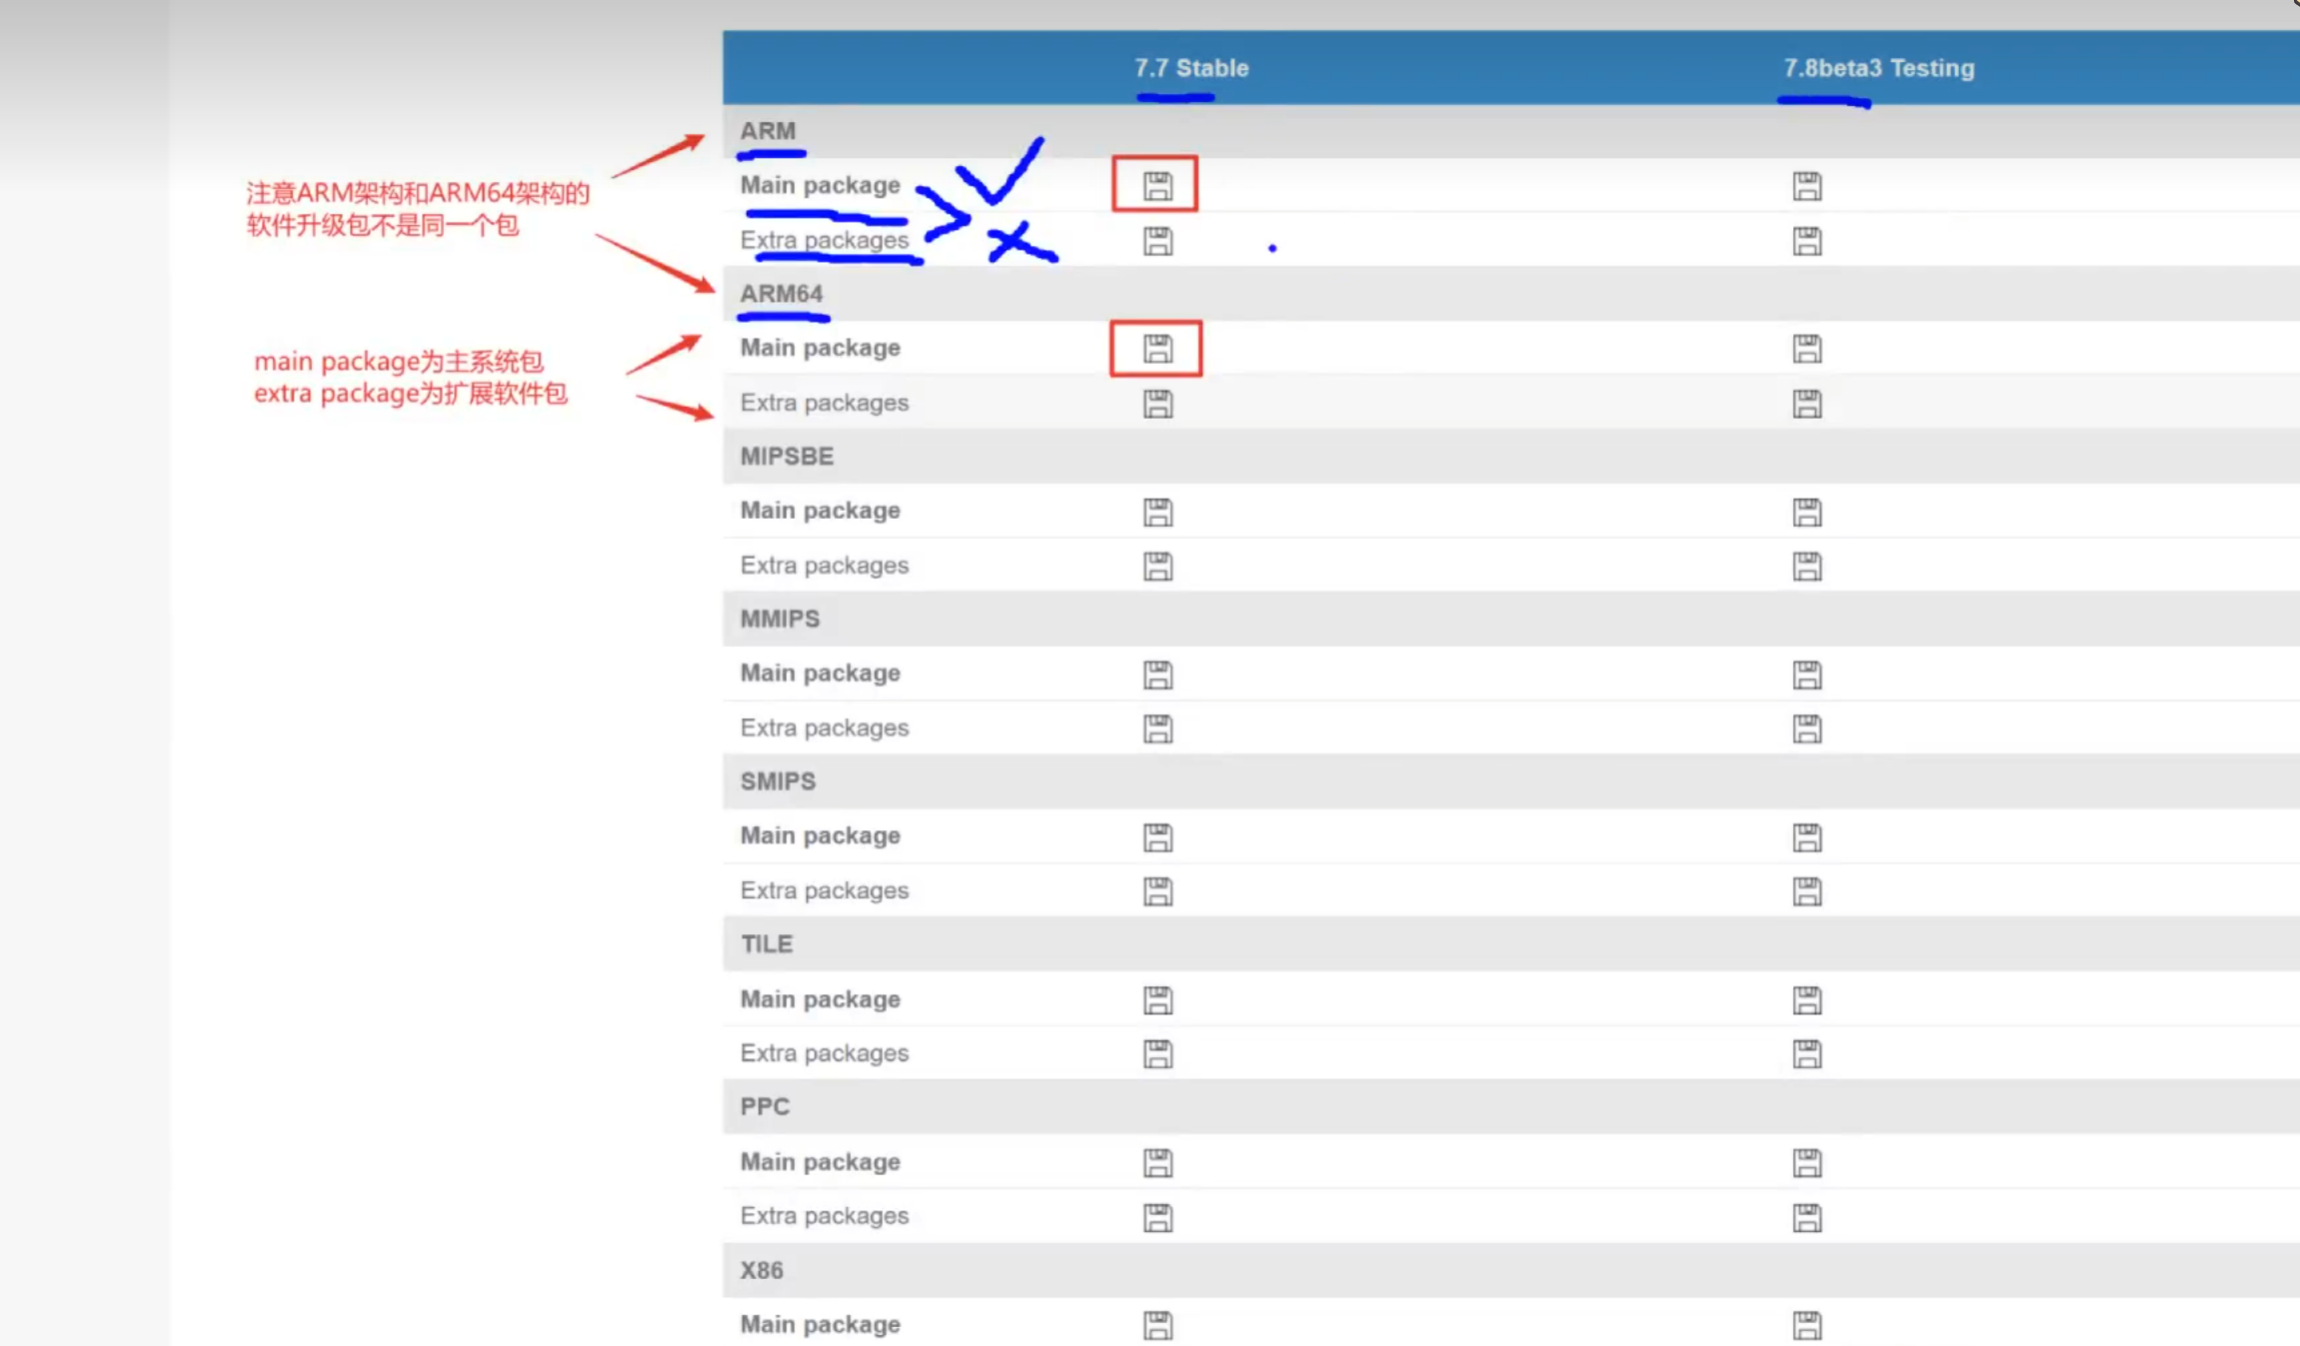 7.7 Stable 7.8beta3 Testing
ARM
注意ARM架构和ARM64架构的
软件升级包不是同一个包
Main package
Extra packages
ARM64
main package为主系统包
extra package为扩展软件包
Main package
Extra packages
MIPSBE
Main package
Extra packages
MMIPS
Main package
Extra packages
SMIPS
Main package
Extra packages
TILE
Main package
Extra packages
PPC
Main package
Extra packages
X86
Main package